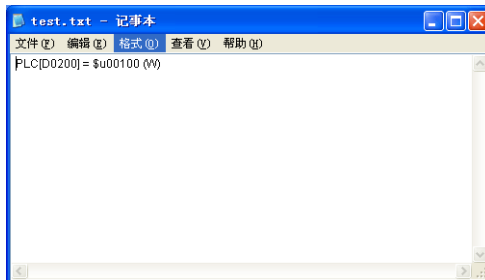 test.txt - 记事本
文件(F) 编辑(E) 格式(O) 查看(V) 帮助(H)
PLC[D0200] = $u00100 (W)